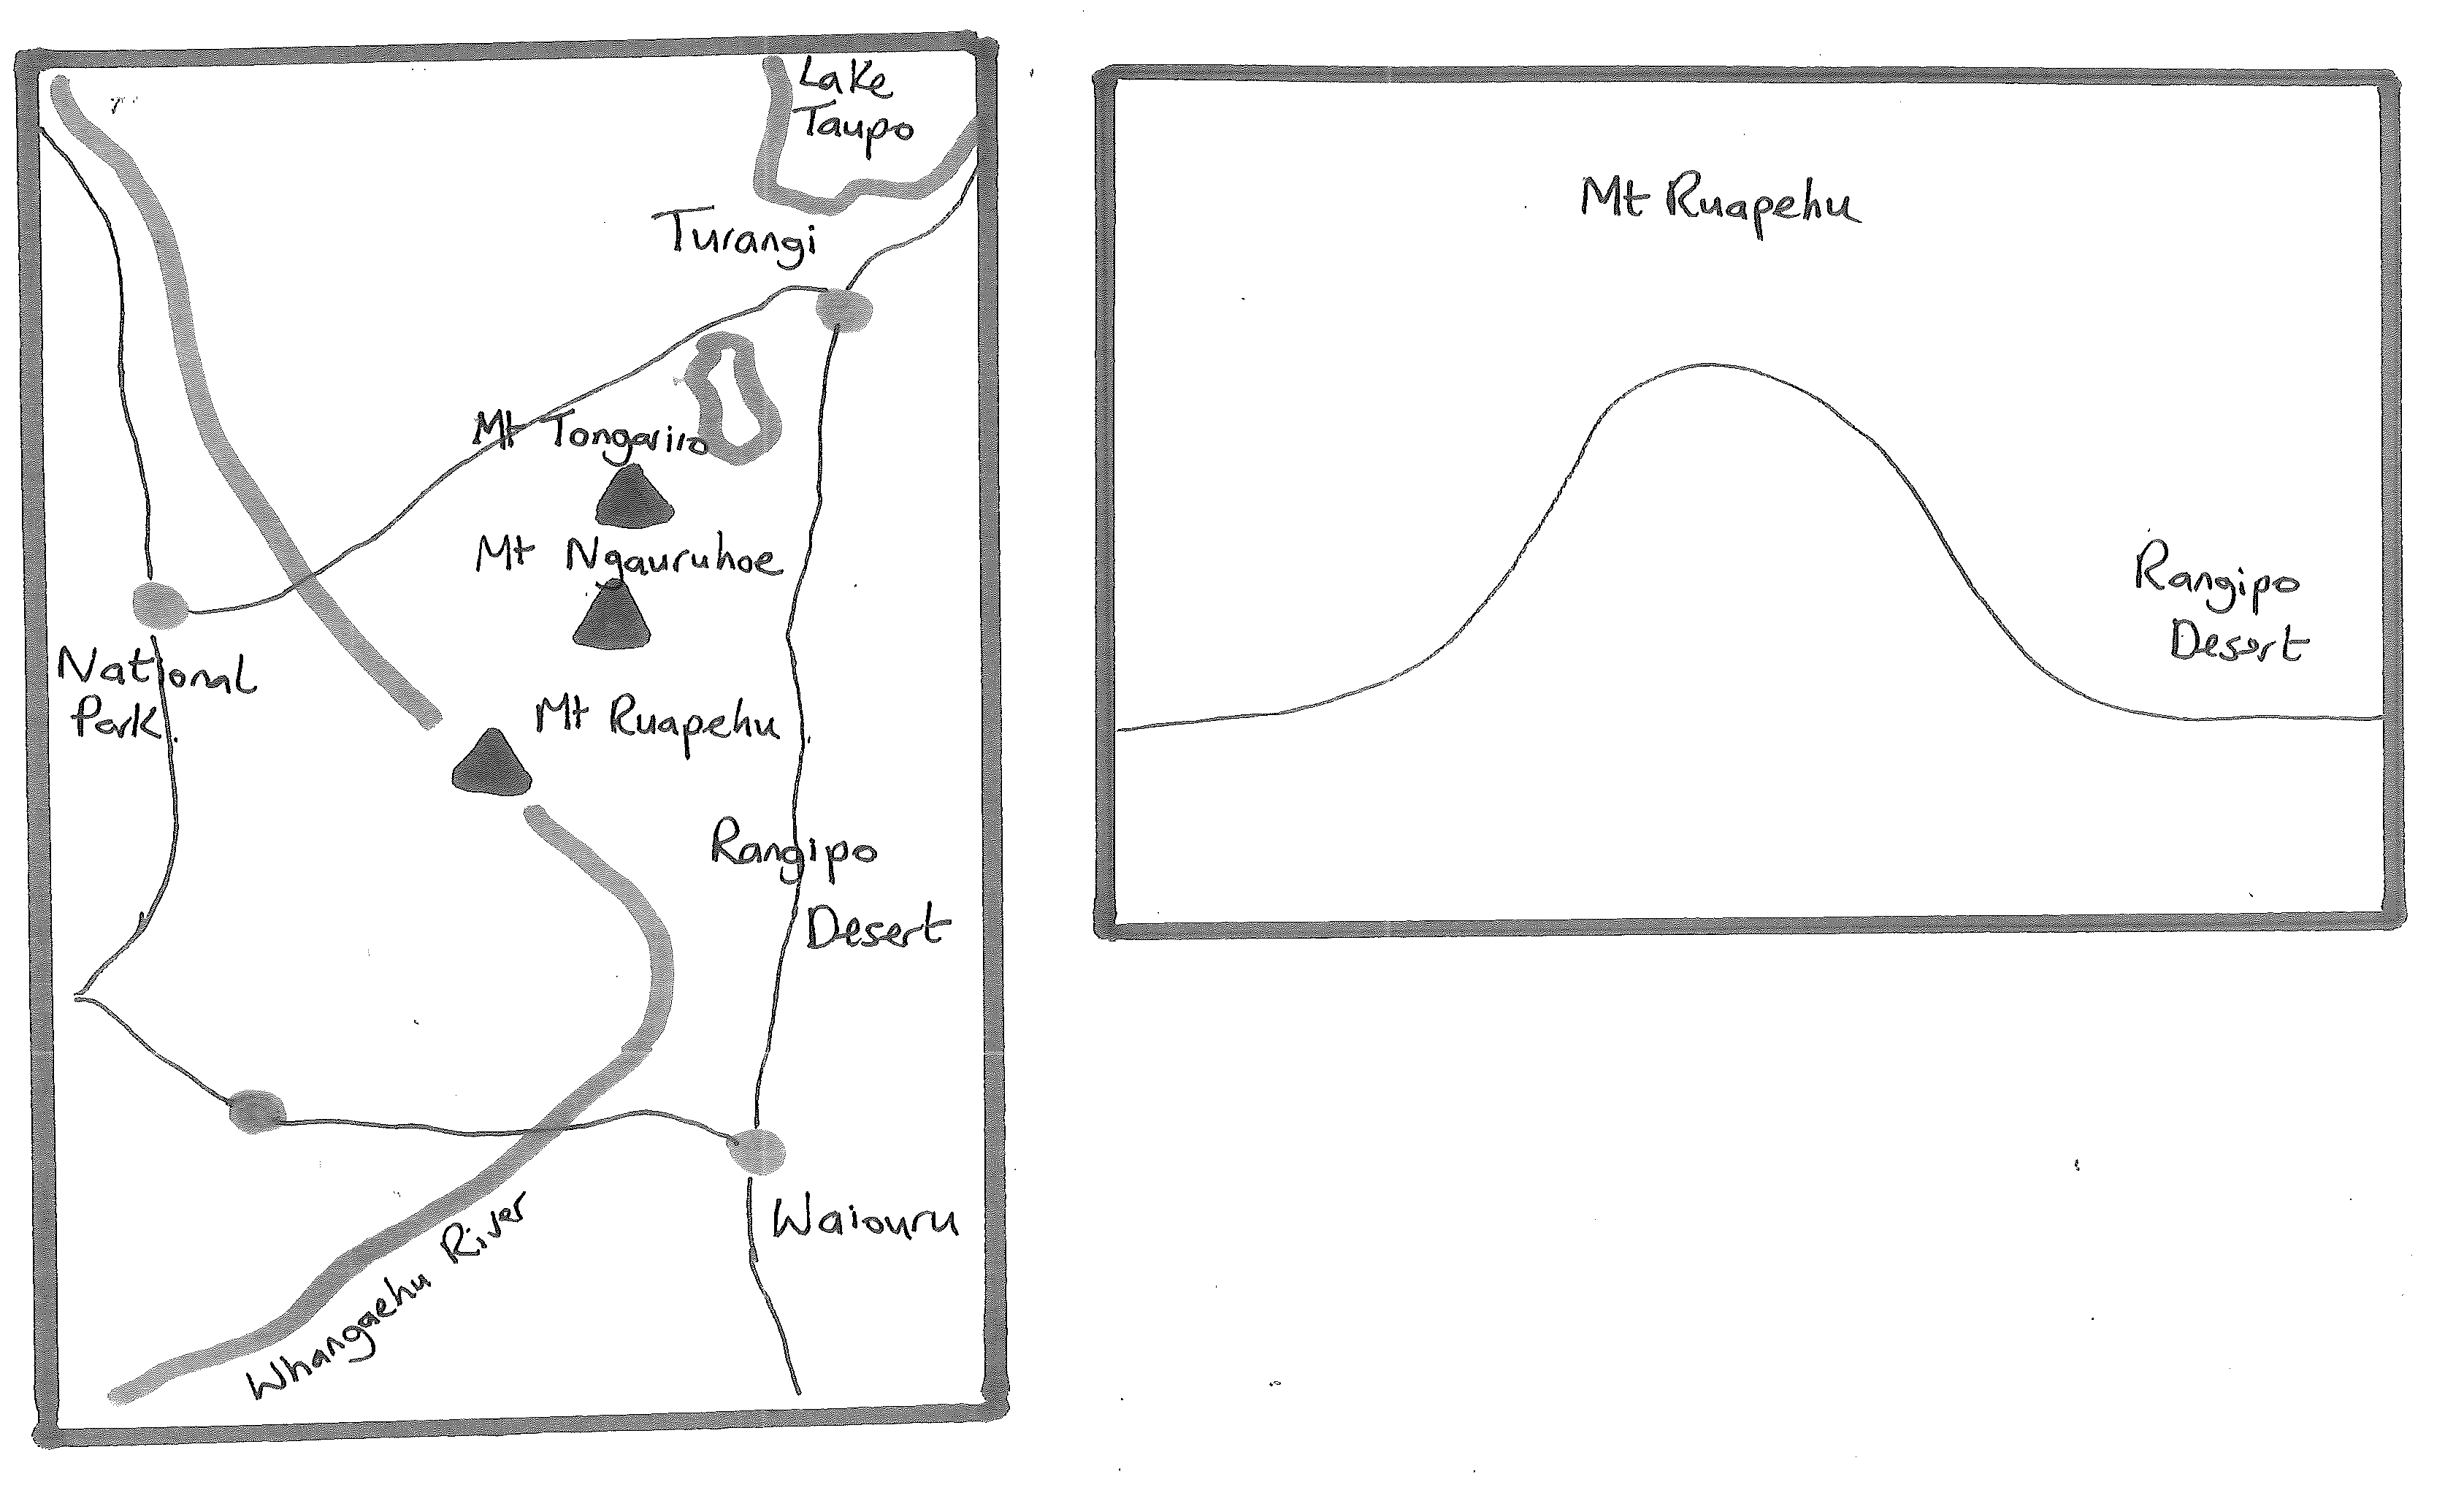 Lake
Taupo
Turangi
Mt Tongariro
Mt Ngauruhoe
National
Park
Mt Ruapehu
Rangipo
Desert
Waiouru
Whangaehu River
Mt Ruapehu
Rangipo
Desert